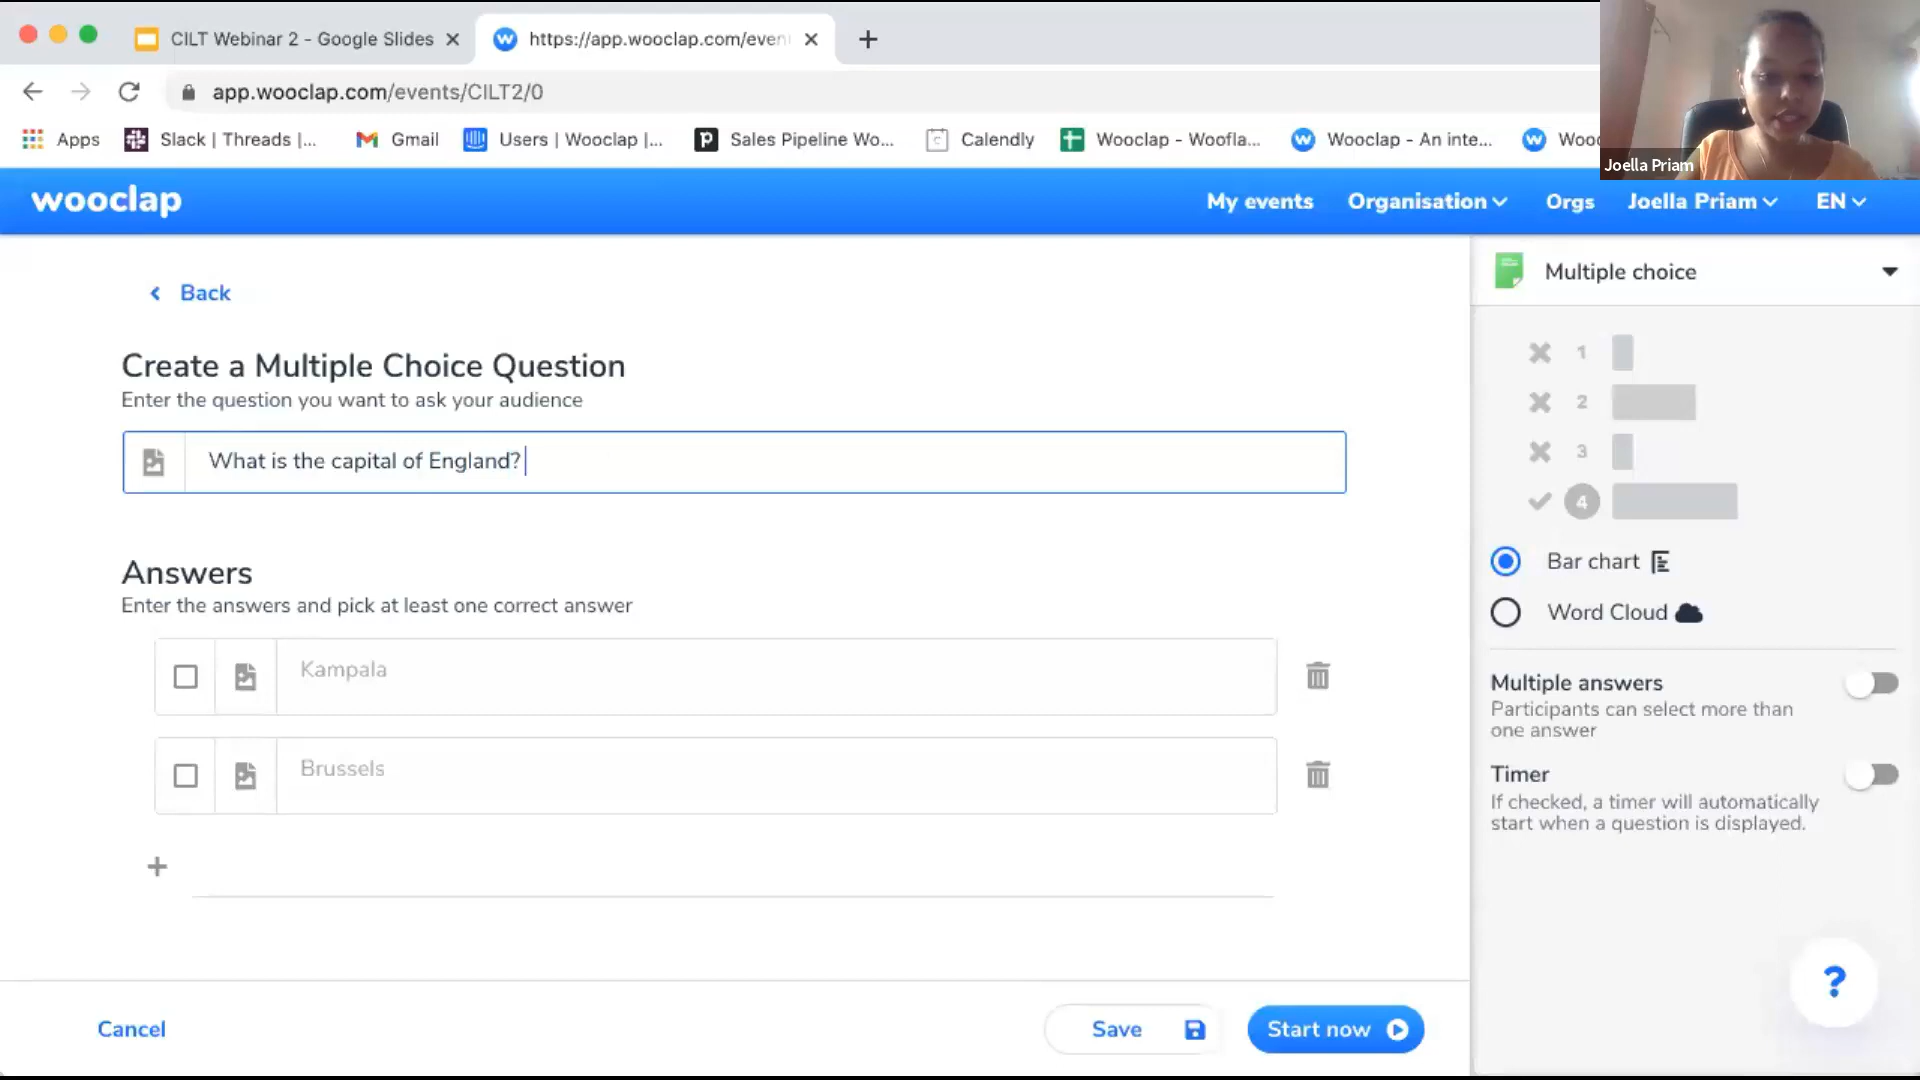 CILT Webinar 2 - Google Slides
https://app.wooclap.com/even
app.wooclap.com/events/CILT2/0
Apps
Slack | Threads |...
Gmail
Users | Wooclap |...
Sales Pipeline Wo...
Calendly
Wooclap - Woofla...
Wooclap - An inte...
Wooc
Joella Priam
wooclap
My events
Organisation
Orgs
Joella Priam
EN
Back
Create a Multiple Choice Question
Enter the question you want to ask your audience
What is the capital of England?
Answers
Enter the answers and pick at least one correct answer
Kampala
Brussels
Cancel
Save
Start now
Multiple choice
1
2
3
4
Bar chart
Word Cloud
Multiple answers
Participants can select more than
one answer
Timer
If checked, a timer will automatically
start when a question is displayed.
?